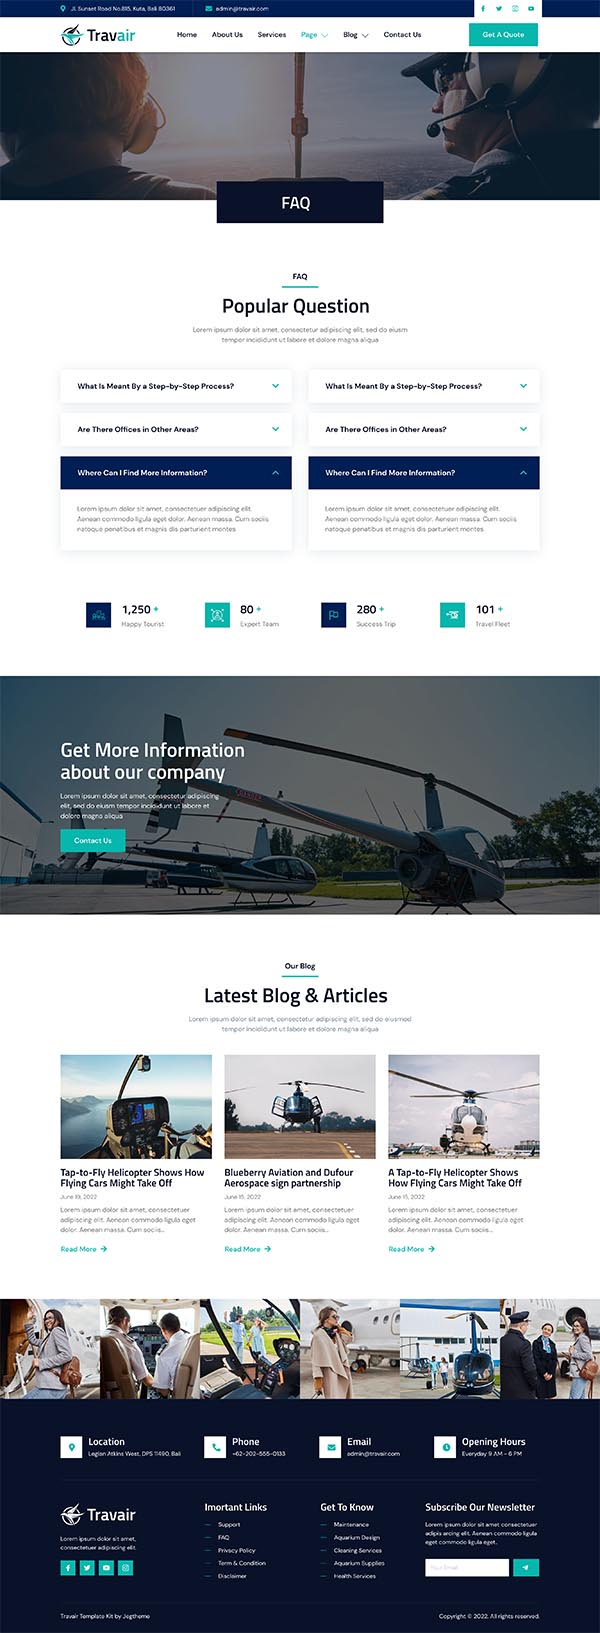 Jl. Sunset Road No.815, Kuta, Bali 80361
admin@travair.com
Travair
Home
About Us
Services
Page
Blog
Contact Us
Get A Quote
FAQ
FAQ
Popular Question
Lorem ipsum dolor sit amet, consectetur adipiscing elit, sed do eiusm
tempor incididunt ut labore et dolore magna aliqua
What Is Meant By a Step-by-Step Process?
Are There Offices in Other Areas?
Where Can I Find More Information?
Lorem ipsum dolor sit amet, consectetuer adipiscing elit.
Aenean commodo ligula eget dolor. Aenean massa. Cum sociis
natoque penatibus et magnis dis parturient montes
What Is Meant By a Step-by-Step Process?
Are There Offices in Other Areas?
Where Can I Find More Information?
Lorem ipsum dolor sit amet, consectetuer adipiscing elit.
Aenean commodo ligula eget dolor. Aenean massa. Cum sociis
natoque penatibus et magnis dis parturient montes
1,250 +
Happy Tourist
80 +
Expert Team
280 +
Success Trip
101 +
Travel Fleet
Get More Information
about our company
Lorem ipsum dolor sit amet, consectetur adipiscing
elit, sed do eiusm tempor incididunt ut labore et
dolore magna aliqua
Contact Us
Our Blog
Latest Blog & Articles
Lorem ipsum dolor sit amet, consectetur adipiscing elit, sed do eiusmod
tempor incididunt ut labore et dolore magna aliqua
Tap-to-Fly Helicopter Shows How
Flying Cars Might Take Off
June 19, 2022
Lorem ipsum dolor sit amet, consectetuer
adipiscing elit. Aenean commodo ligula eget
dolor. Aenean massa. Cum sociis...
Read More
Blueberry Aviation and Dufour
Aerospace sign partnership
June 15, 2022
Lorem ipsum dolor sit amet, consectetuer
adipiscing elit. Aenean commodo ligula eget
dolor. Aenean massa. Cum sociis...
Read More
A Tap-to-Fly Helicopter Shows
How Flying Cars Might Take Off
June 15, 2022
Lorem ipsum dolor sit amet, consectetuer
adipiscing elit. Aenean commodo ligula eget
dolor. Aenean massa. Cum sociis...
Read More
Location
Legian Atkins West, DPS 11490, Bali
Phone
+62-202-555-0133
Email
admin@travair.com
Opening Hours
Everyday 9 AM - 6 PM
Travair
Lorem ipsum dolor sit amet,
consectetuer adipiscing elit.
Imortant Links
Support
FAQ
Privacy Policy
Term & Condition
Disclaimer
Get To Know
Maintenance
Aquarium Design
Cleaning Services
Aquarium Supplies
Health Services
Subscribe Our Newsletter
Lorem ipsum dolor sit amet, consectetur
adipis arcing elit. Aenean commodo ligula
eget dolor massellu.
Your Email
Travair Template Kit by Jegtheme
Copyright © 2022. All rights reserved.